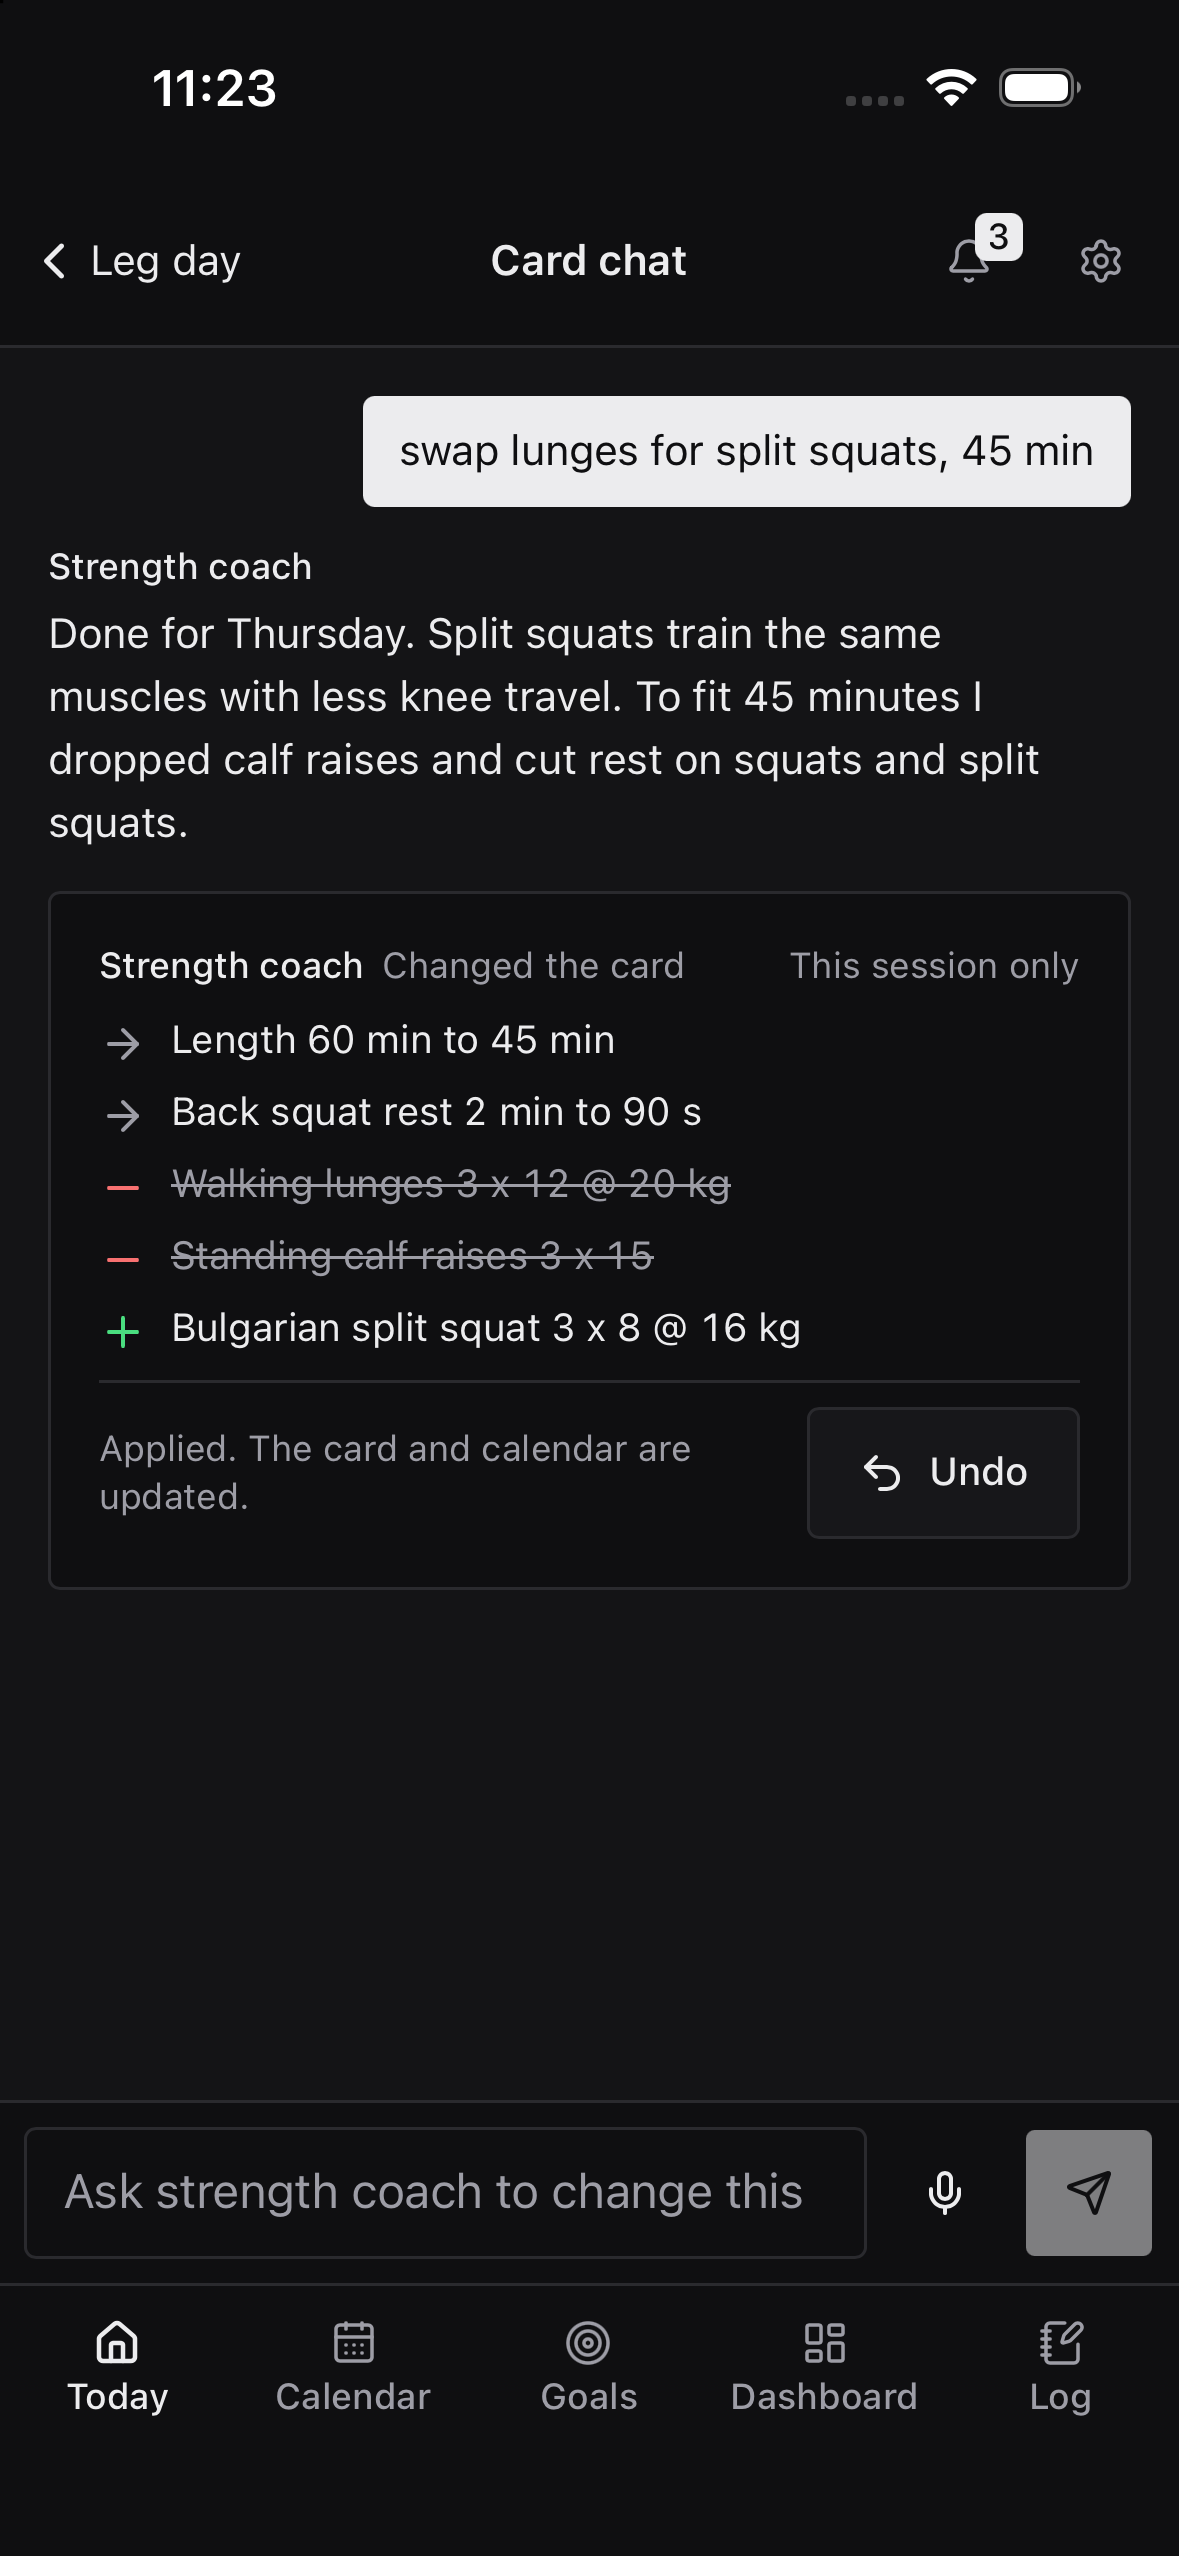 11:23
Leg day
Card chat
3
swap lunges for split squats, 45 min
Strength coach
Done for Thursday. Split squats train the same
muscles with less knee travel. To fit 45 minutes I
dropped calf raises and cut rest on squats and split
squats.
Strength coach Changed the card This session only
Length 60 min to 45 min
Back squat rest 2 min to 90 s
Walking lunges 3 x 12 @ 20 kg
Standing calf raises 3 x 15
Bulgarian split squat 3 x 8 @ 16 kg
Applied. The card and calendar are
updated.
Undo
Ask strength coach to change this
Today
Calendar
Goals
Dashboard
Log